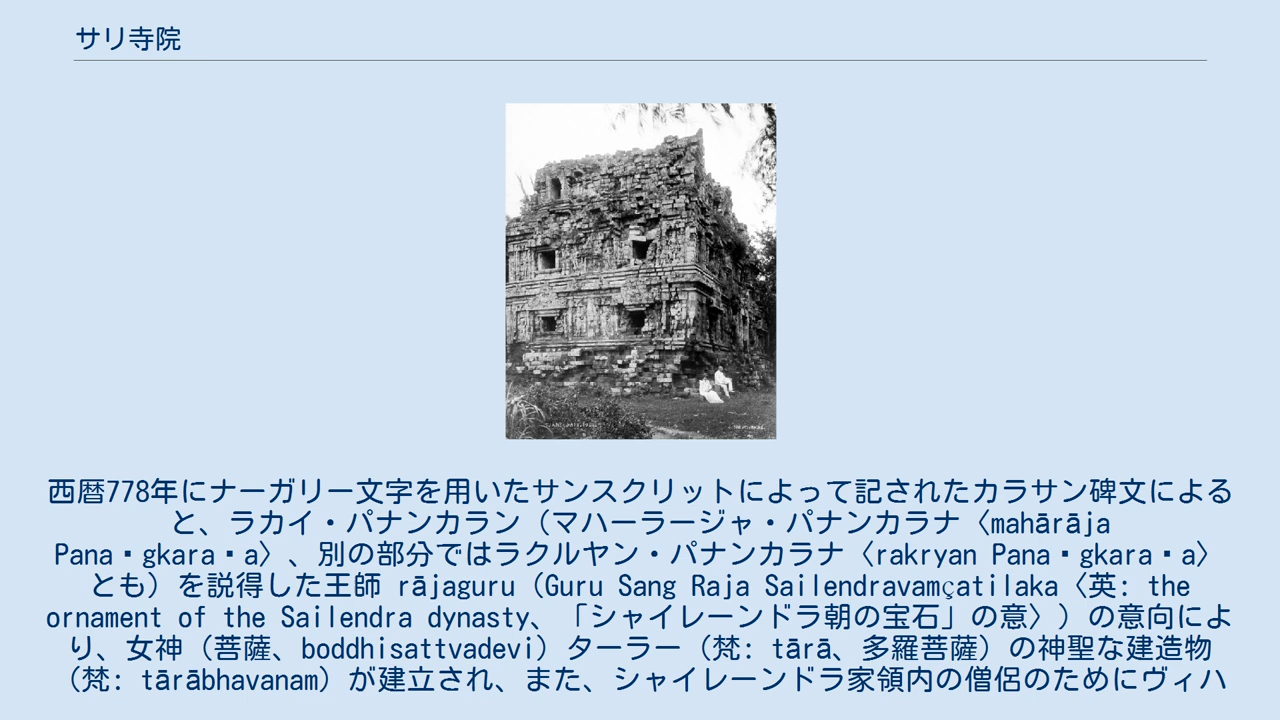 サリ寺院
西暦778年にナーガリー文字を用いたサンスクリットによって記されたカラサン碑文による
と、ラカイ・パナンカラン（マハーラージャ・パナンカラナ〈mahārāja
Pana▪gkara▪a〉、別の部分ではラクルヤン・パナンカラナ〈rakryan Pana▪gkara▪a〉
とも）を説得した王師 rājaguru（Guru Sang Raja Sailendravamçatilaka〈英: the
ornament of the Sailendra dynasty、「シャイレーンドラ朝の宝石」の意〉）の意向によ
り、女神（菩薩、boddhisattvadevi）ターラー（梵: tārā、多羅菩薩）の神聖な建造物
（梵: tārābhavanam）が建立され、また、シャイレーンドラ家領内の僧侶のためにヴィハ